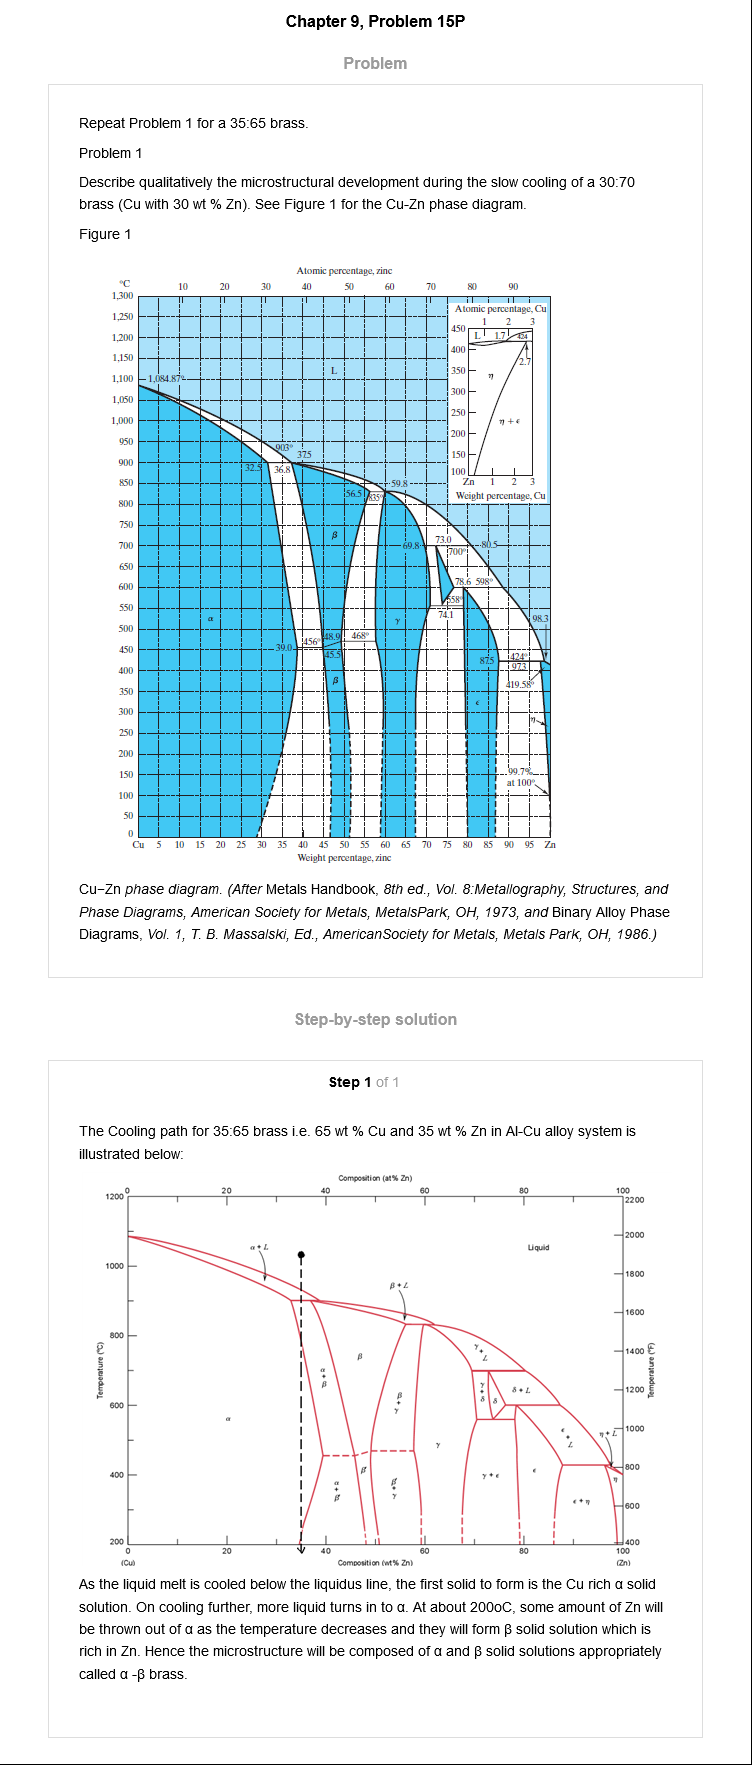 Chapter 9, Problem 15P
Problem
Repeat Problem 1 for a 35:65 brass.
Problem 1
Describe qualitatively the microstructural development during the slow cooling of a 30:70
brass (Cu with 30 wt % Zn). See Figure 1 for the Cu-Zn phase diagram.
Figure 1
Atomic percentage, zinc
°C 10 20 30 40 50 60 70 80 90
1,300
1,250
1,200
1,150
1,100
1,050
1,000
950
900
850
800
750
700
650
600
550
500
450
400
350
300
250
200
150
100
50
0
Atomic percentage, Cu
1 2 3
450
400
350
300
250
200
150
100
L 1.7 424
2.7
η
η + ϵ
Zn 1 2 3
Weight percentage, Cu
L
1,084.87°
903° 375
32.5 36.8
59.8
56.5 835°
β
69.8 73.0 80.5
700°
78.6 598°
558°
74.1
α
γ
98.3
48.9 468°
456°
39.0
45.5
87.5 424°
973
419.58°
β
ϵ
η
99.7%
at 100°
Cu 5 10 15 20 25 30 35 40 45 50 55 60 65 70 75 80 85 90 95 Zn
Weight percentage, zinc
Cu–Zn phase diagram. (After Metals Handbook, 8th ed., Vol. 8:Metallography, Structures, and
Phase Diagrams, American Society for Metals, MetalsPark, OH, 1973, and Binary Alloy Phase
Diagrams, Vol. 1, T. B. Massalski, Ed., AmericanSociety for Metals, Metals Park, OH, 1986.)
Step-by-step solution
Step 1 of 1
The Cooling path for 35:65 brass i.e. 65 wt % Cu and 35 wt % Zn in Al-Cu alloy system is
illustrated below:
Composition (at% Zn)
0 20 40 60 80 100
1200
1000
800
600
400
200
Temperature (°C)
2200
2000
1800
1600
1400
1200
1000
800
600
400
Temperature (°F)
α + L
Liquid
β + L
γ + L
β
α + β
β + γ
γ + δ
δ
δ + L
α
γ
ϵ + L
η + L
β'
α + β'
β' + γ
γ + ϵ
ϵ
η
ϵ + η
0 20 40 60 80 100
(Cu) Composition (wt% Zn) (Zn)
As the liquid melt is cooled below the liquidus line, the first solid to form is the Cu rich α solid
solution. On cooling further, more liquid turns in to α. At about 200oC, some amount of Zn will
be thrown out of α as the temperature decreases and they will form β solid solution which is
rich in Zn. Hence the microstructure will be composed of α and β solid solutions appropriately
called α -β brass.